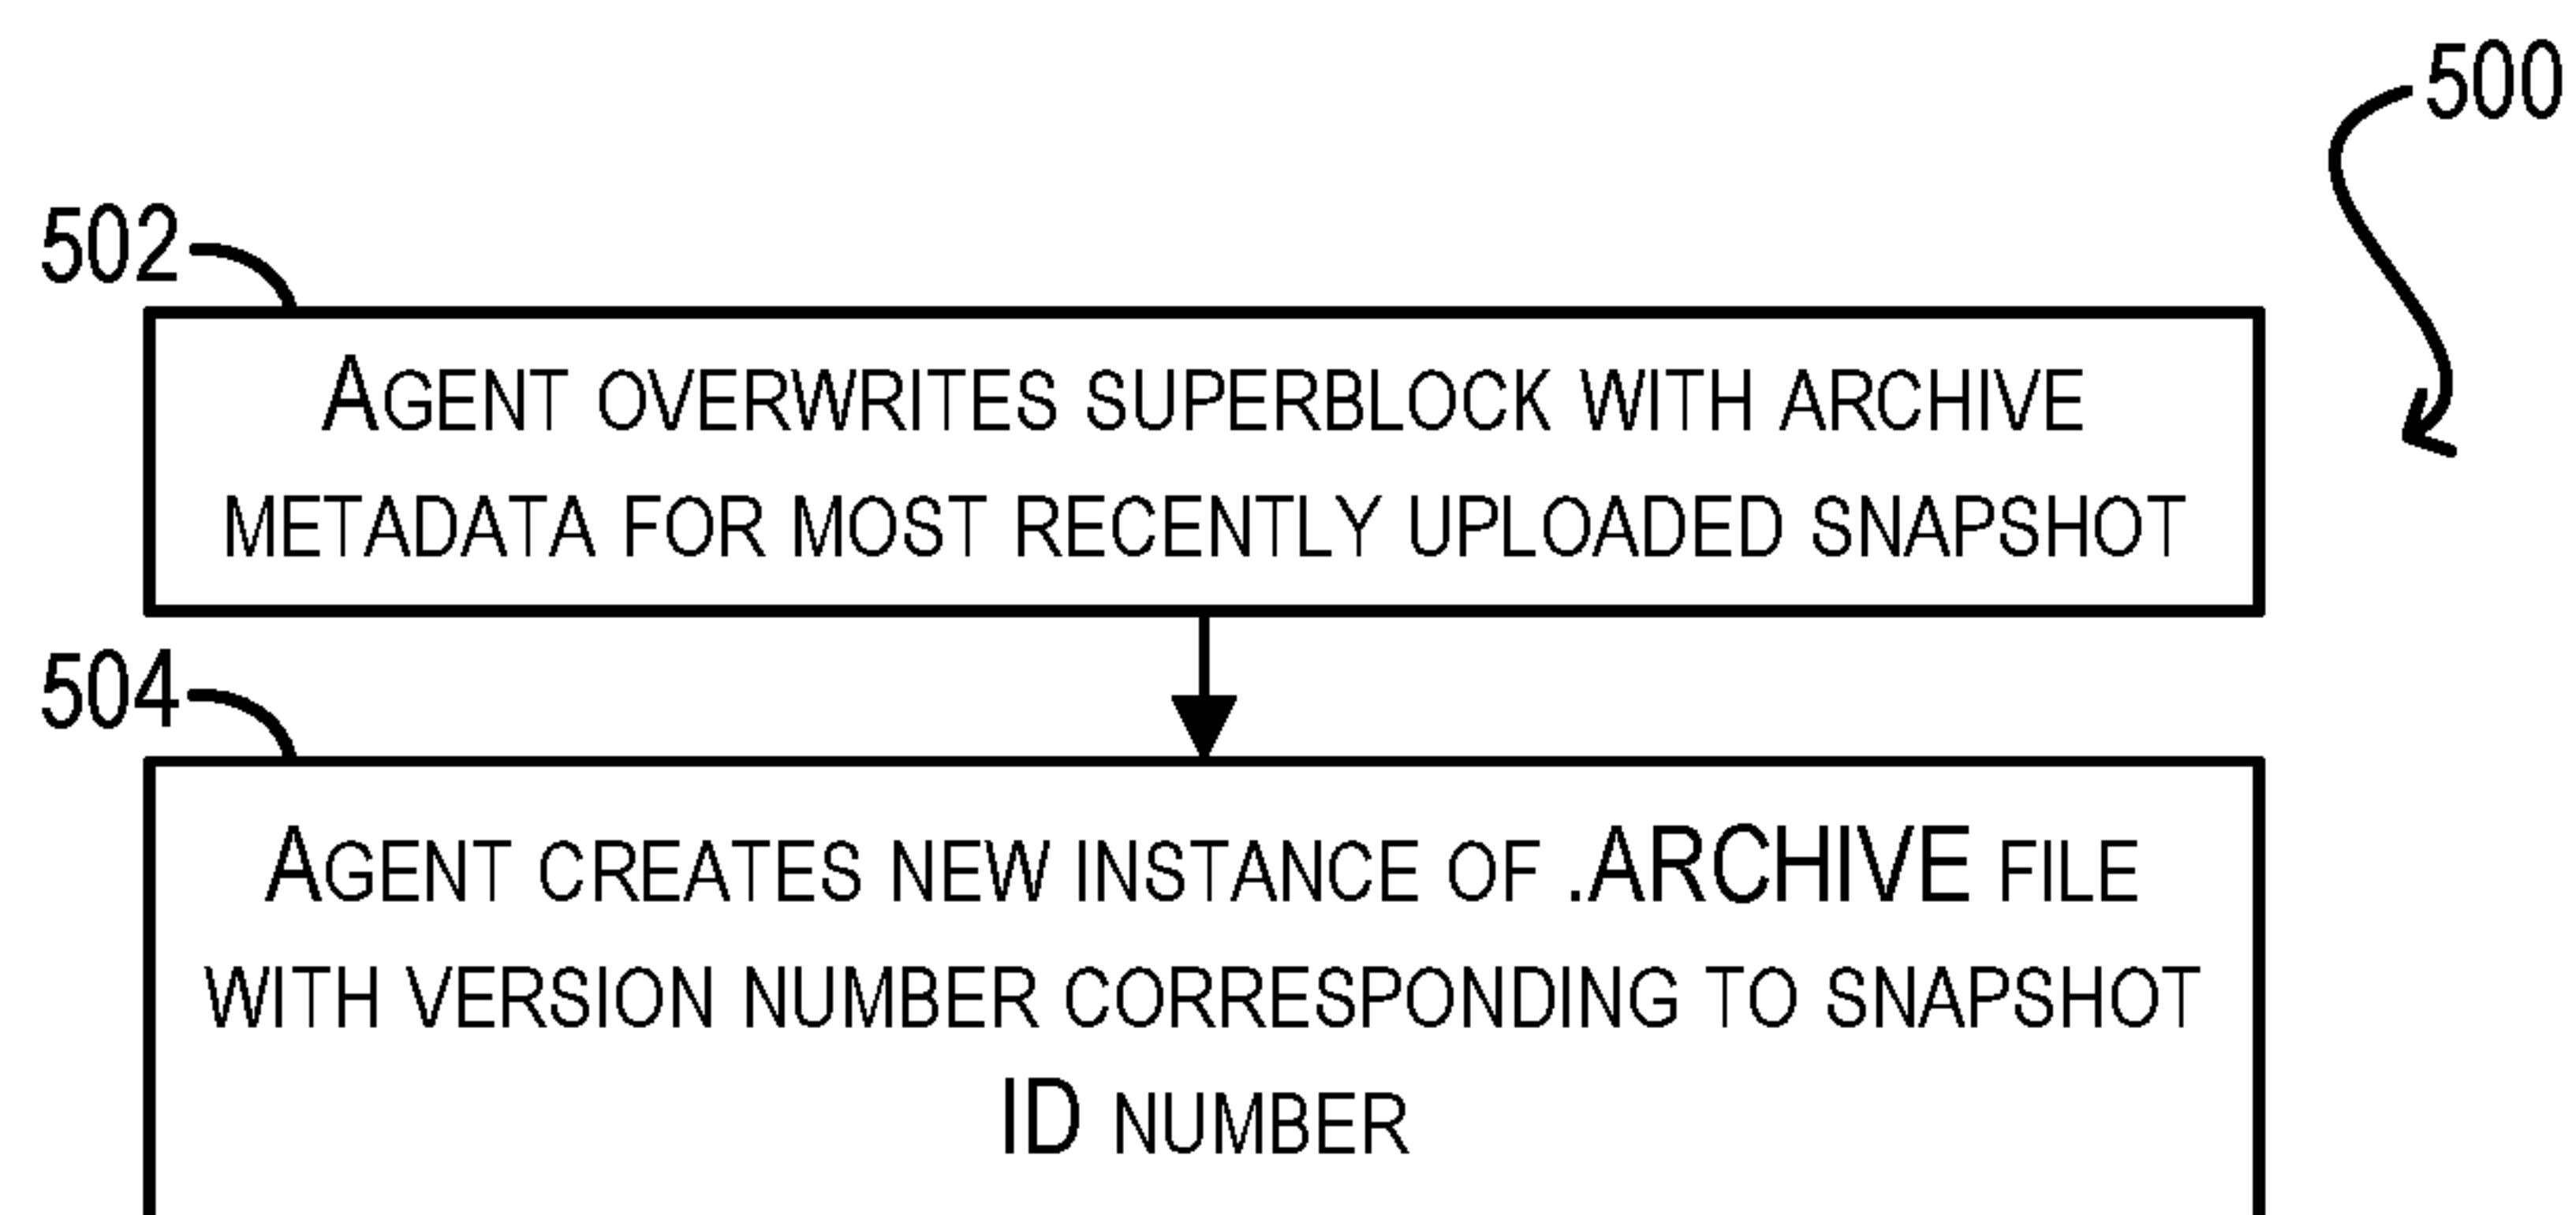 500
502
Agent overwrites superblock with archive
metadata for most recently uploaded snapshot
504
Agent creates new instance of .ARCHIVE file
with version number corresponding to snapshot
ID number